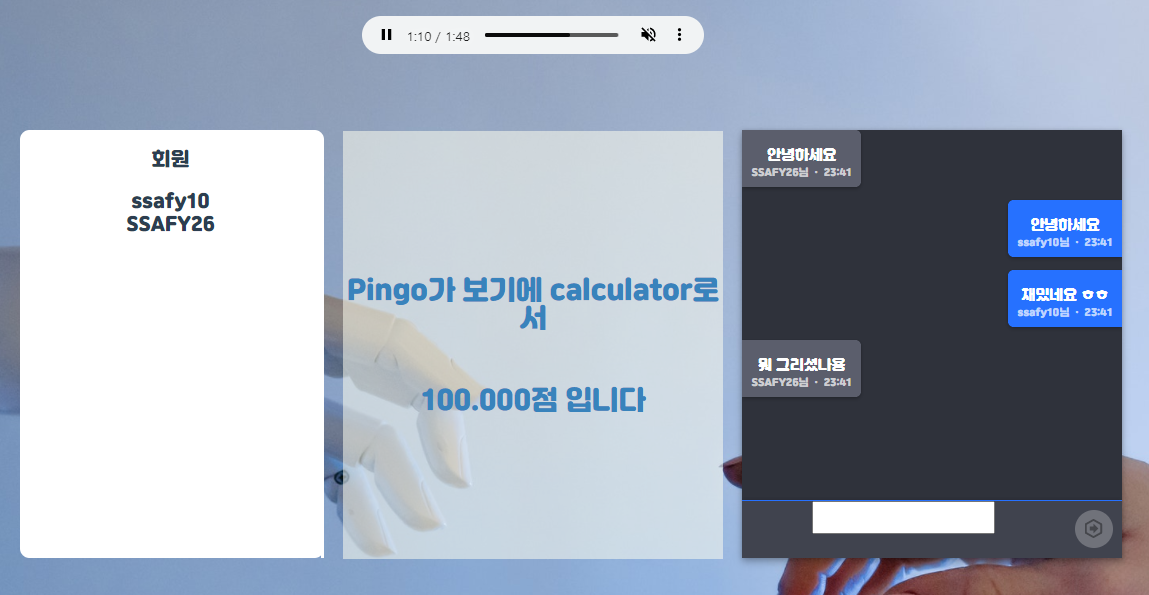 1:10 / 1:48
회원
ssafy10
SSAFY26
Pingo가 보기에 calculator로
서
100.000점 입니다
안녕하세요
SSAFY26님 · 23:41
안녕하세요
ssafy10님 · 23:41
재밌네요 ㅎㅎ
ssafy10님 · 23:41
뭐 그리셨나용
SSAFY26님 · 23:41